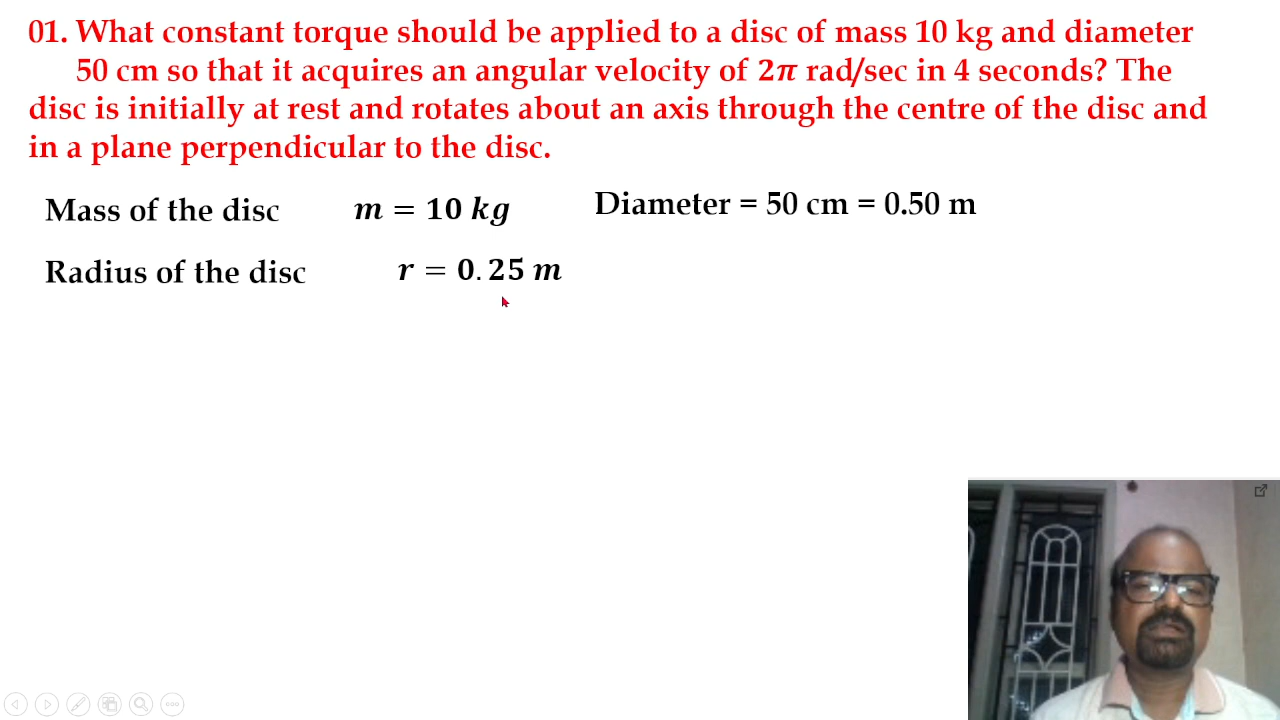 01. What constant torque should be applied to a disc of mass 10 kg and diameter
50 cm so that it acquires an angular velocity of 2π rad/sec in 4 seconds? The
disc is initially at rest and rotates about an axis through the centre of the disc and
in a plane perpendicular to the disc.
Mass of the disc m = 10 kg Diameter = 50 cm = 0.50 m
Radius of the disc r = 0.25 m